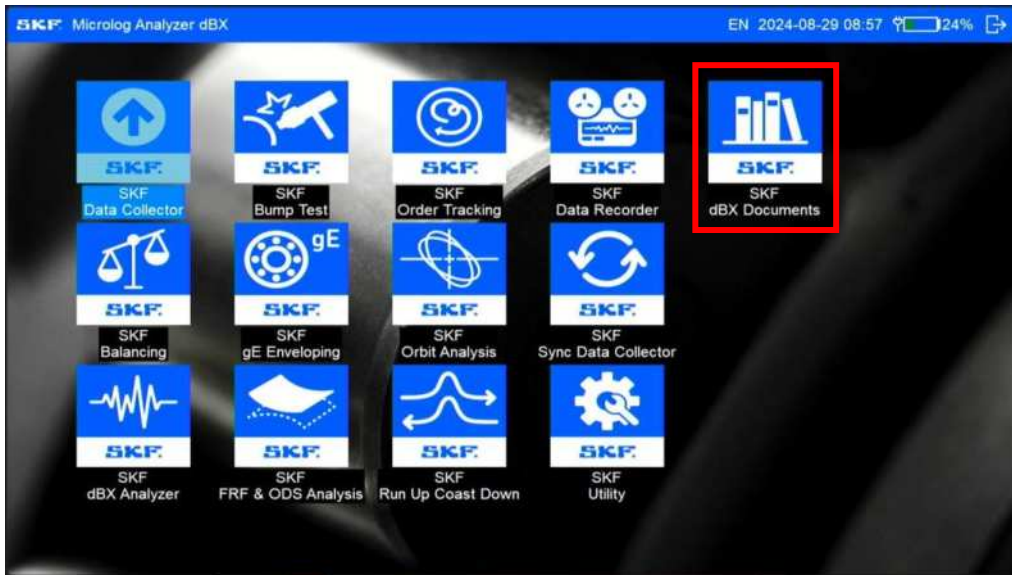 SKF Microlog Analyzer dBX
EN 2024-08-29 08:57 24%
SKF
SKF
Data Collector
SKF
SKF
Bump Test
SKF
SKF
Order Tracking
SKF
SKF
Data Recorder
SKF
SKF
dBX Documents
SKF
SKF
Balancing
gE
SKF
SKF
gE Enveloping
SKF
SKF
Orbit Analysis
SKF
SKF
Sync Data Collector
SKF
SKF
dBX Analyzer
SKF
SKF
FRF & ODS Analysis
SKF
SKF
Run Up Coast Down
SKF
SKF
Utility